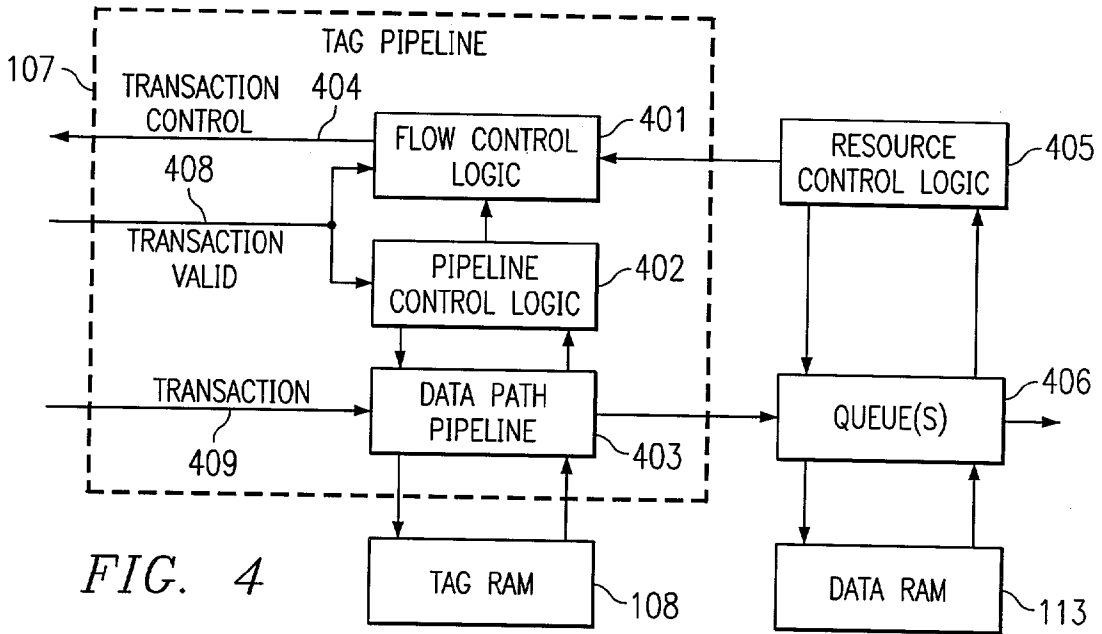 TAG PIPELINE
107
TRANSACTION
CONTROL
404
FLOW CONTROL
LOGIC
401
RESOURCE
CONTROL LOGIC
405
408
TRANSACTION
VALID
PIPELINE
CONTROL LOGIC
402
TRANSACTION
409
DATA PATH
PIPELINE
403
QUEUE(S)
406
TAG RAM
108
DATA RAM
113
FIG. 4